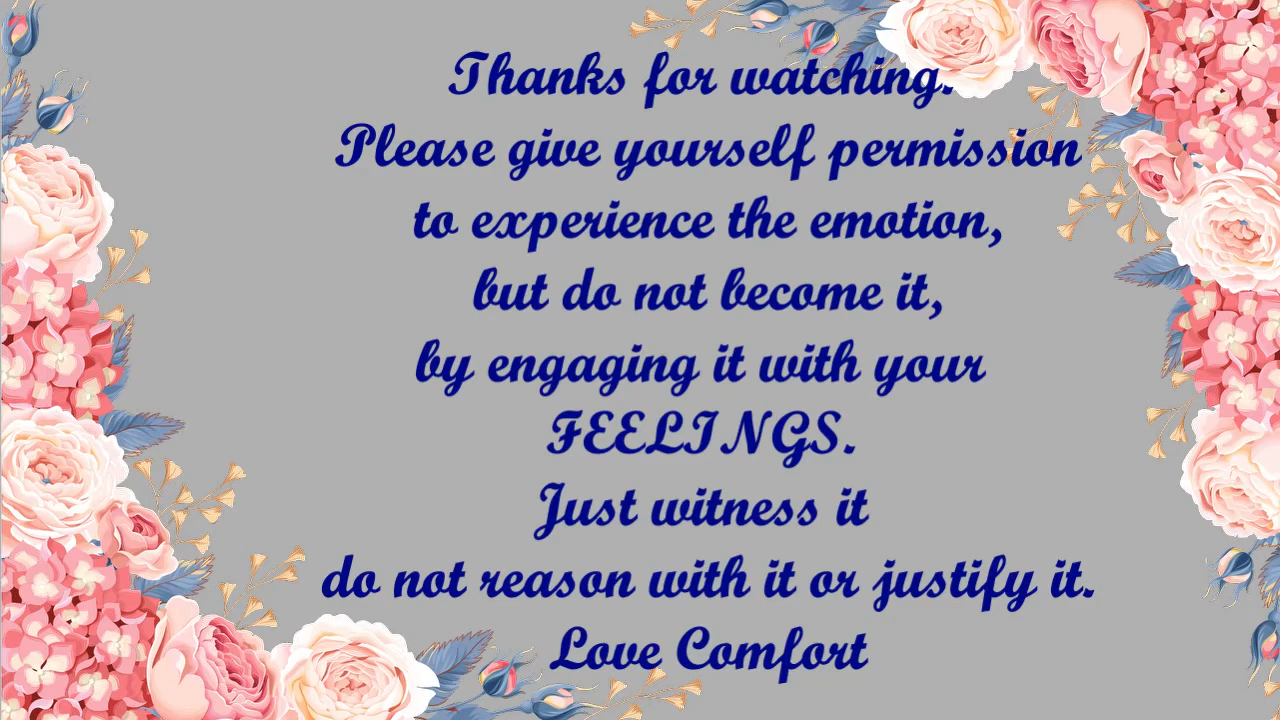 Thanks for watching.
Please give yourself permission
to experience the emotion,
but do not become it,
by engaging it with your
FEELINGS.
Just witness it
do not reason with it or justify it.
Love Comfort